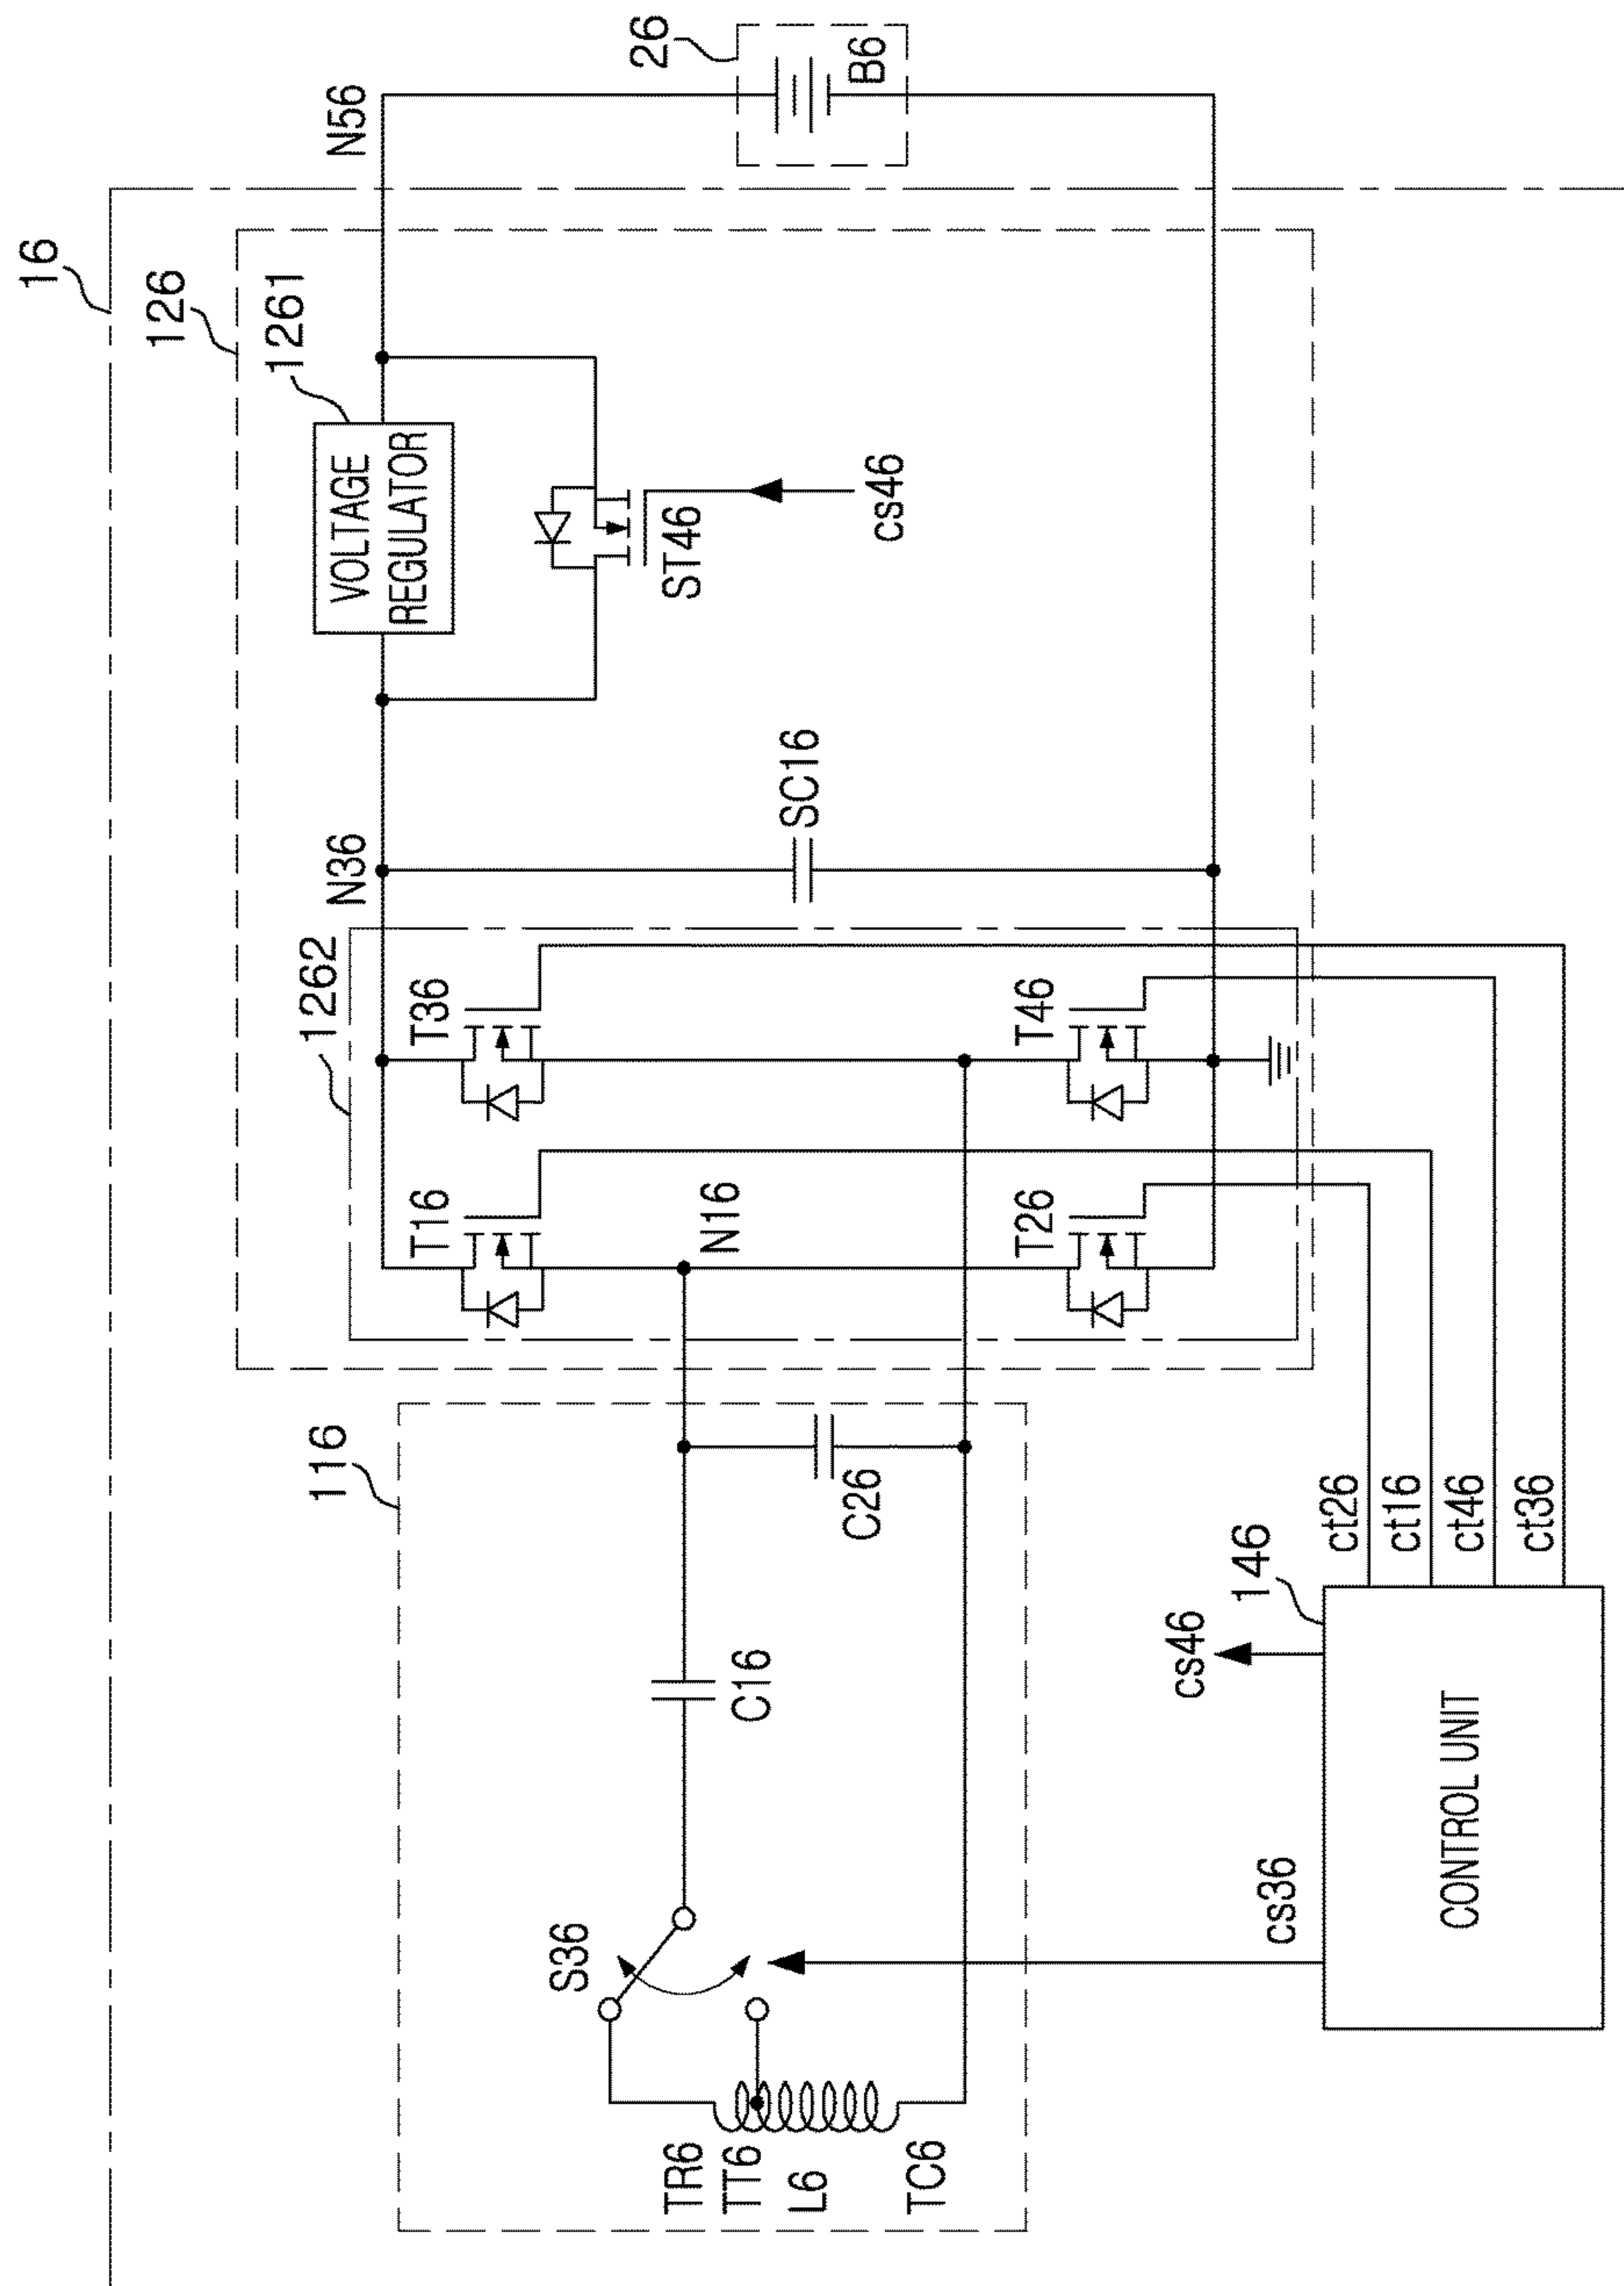 16
126
116
1262
1261
N36
N56
26
TR6
TT6
L6
TC6
S36
C16
C26
T16
N16
T26
T36
T46
SC16
VOLTAGE
REGULATOR
ST46
cs46
B6
cs36
cs46
146
CONTROL UNIT
ct26
ct16
ct46
ct36